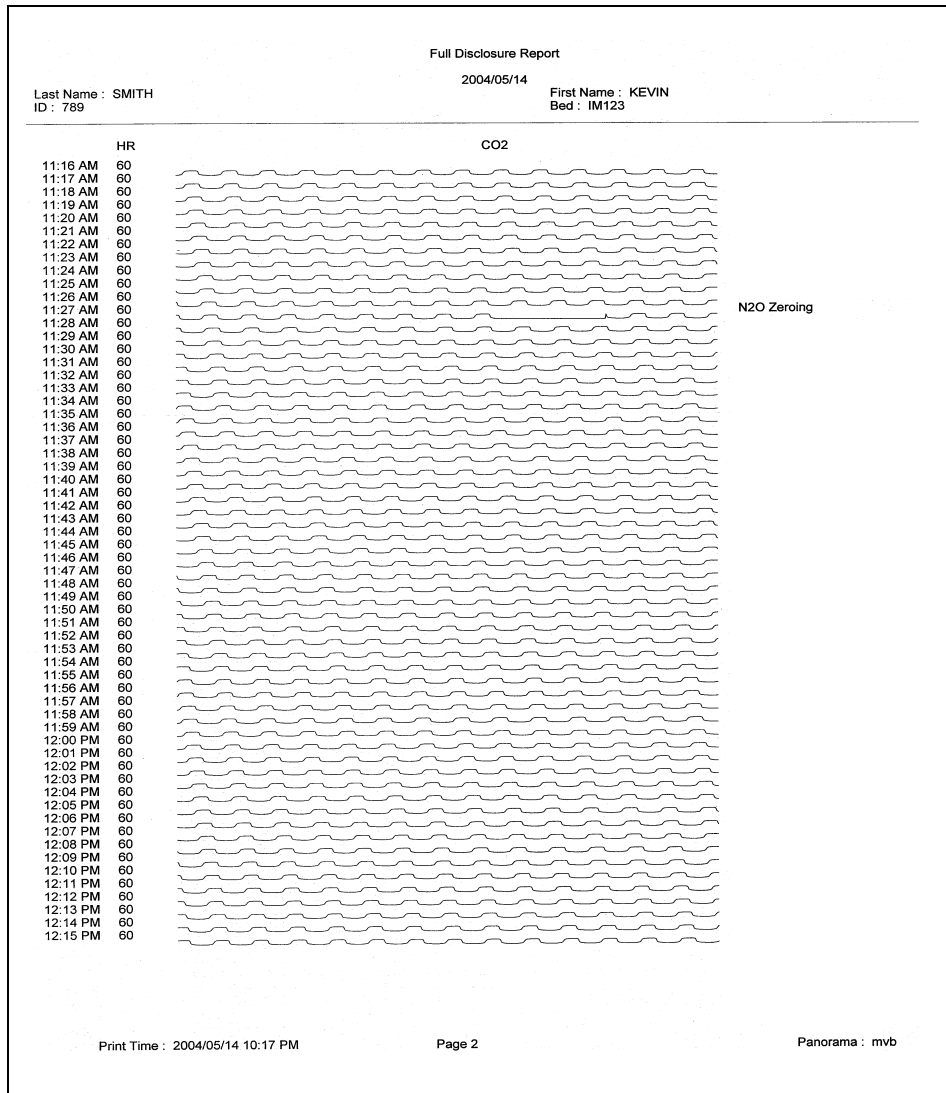 Full Disclosure Report
2004/05/14
Last Name : SMITH
First Name : KEVIN
ID : 789
Bed : IM123
HR
CO2
11:16 AM 60
11:17 AM 60
11:18 AM 60
11:19 AM 60
11:20 AM 60
11:21 AM 60
11:22 AM 60
11:23 AM 60
11:24 AM 60
11:25 AM 60
11:26 AM 60
11:27 AM 60 N2O Zeroing
11:28 AM 60
11:29 AM 60
11:30 AM 60
11:31 AM 60
11:32 AM 60
11:33 AM 60
11:34 AM 60
11:35 AM 60
11:36 AM 60
11:37 AM 60
11:38 AM 60
11:39 AM 60
11:40 AM 60
11:41 AM 60
11:42 AM 60
11:43 AM 60
11:44 AM 60
11:45 AM 60
11:46 AM 60
11:47 AM 60
11:48 AM 60
11:49 AM 60
11:50 AM 60
11:51 AM 60
11:52 AM 60
11:53 AM 60
11:54 AM 60
11:55 AM 60
11:56 AM 60
11:57 AM 60
11:58 AM 60
11:59 AM 60
12:00 PM 60
12:01 PM 60
12:02 PM 60
12:03 PM 60
12:04 PM 60
12:05 PM 60
12:06 PM 60
12:07 PM 60
12:08 PM 60
12:09 PM 60
12:10 PM 60
12:11 PM 60
12:12 PM 60
12:13 PM 60
12:14 PM 60
12:15 PM 60
Print Time : 2004/05/14 10:17 PM
Page 2
Panorama : mvb